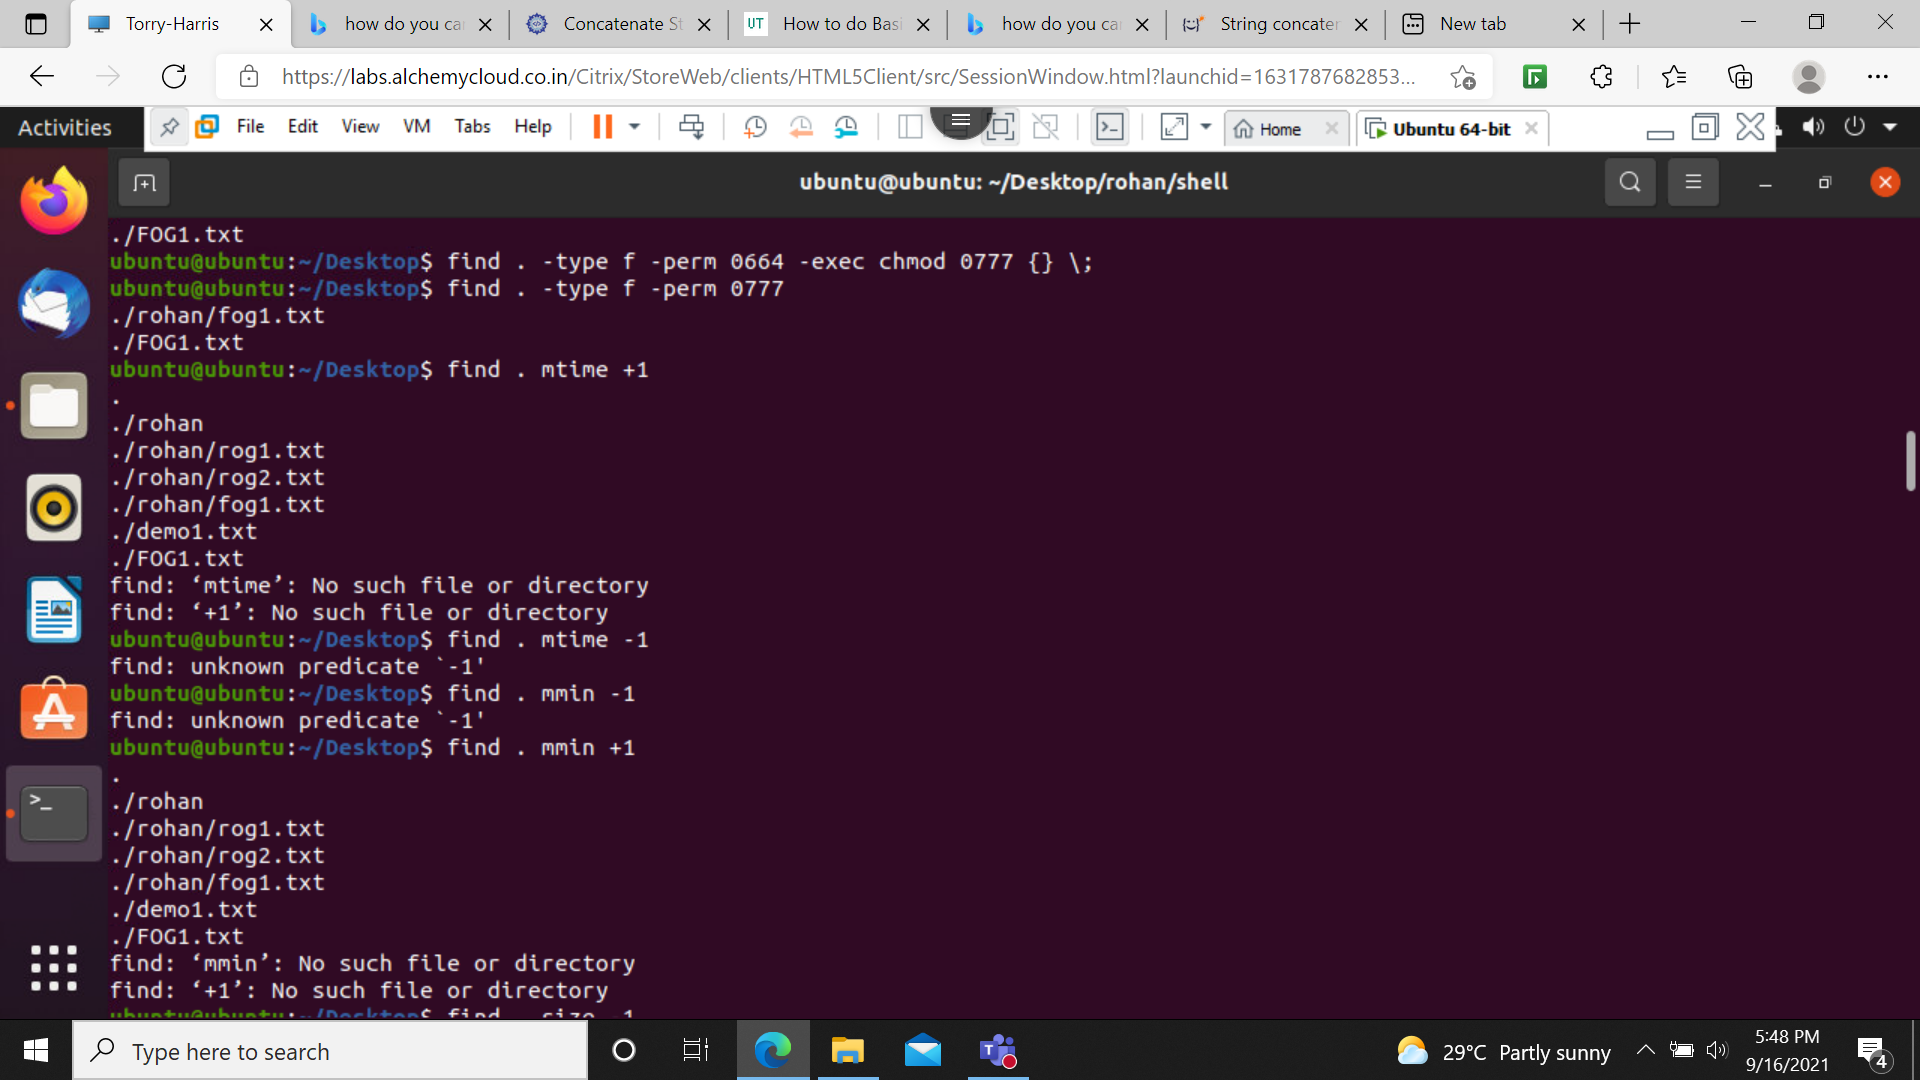 Torry-Harris
how do you ca
Concatenate St
How to do Basi
how do you ca
String concaten
New tab
https://labs.alchemycloud.co.in/Citrix/StoreWeb/clients/HTML5Client/src/SessionWindow.html?launchid=1631787682853...
Activities
File Edit View VM Tabs Help
Home
Ubuntu 64-bit
ubuntu@ubuntu: ~/Desktop/rohan/shell
./FOG1.txt
ubuntu@ubuntu:~/Desktop$ find . -type f -perm 0664 -exec chmod 0777 {} \;
ubuntu@ubuntu:~/Desktop$ find . -type f -perm 0777
./rohan/fog1.txt
./FOG1.txt
ubuntu@ubuntu:~/Desktop$ find . mtime +1
.
./rohan
./rohan/rog1.txt
./rohan/rog2.txt
./rohan/fog1.txt
./demo1.txt
./FOG1.txt
find: ‘mtime’: No such file or directory
find: ‘+1’: No such file or directory
ubuntu@ubuntu:~/Desktop$ find . mtime -1
find: unknown predicate `-1'
ubuntu@ubuntu:~/Desktop$ find . mmin -1
find: unknown predicate `-1'
ubuntu@ubuntu:~/Desktop$ find . mmin +1
.
./rohan
./rohan/rog1.txt
./rohan/rog2.txt
./rohan/fog1.txt
./demo1.txt
./FOG1.txt
find: ‘mmin’: No such file or directory
find: ‘+1’: No such file or directory
ubuntu@ubuntu:~/Desktop$ find . size -1
Type here to search
29°C Partly sunny
5:48 PM
9/16/2021
4